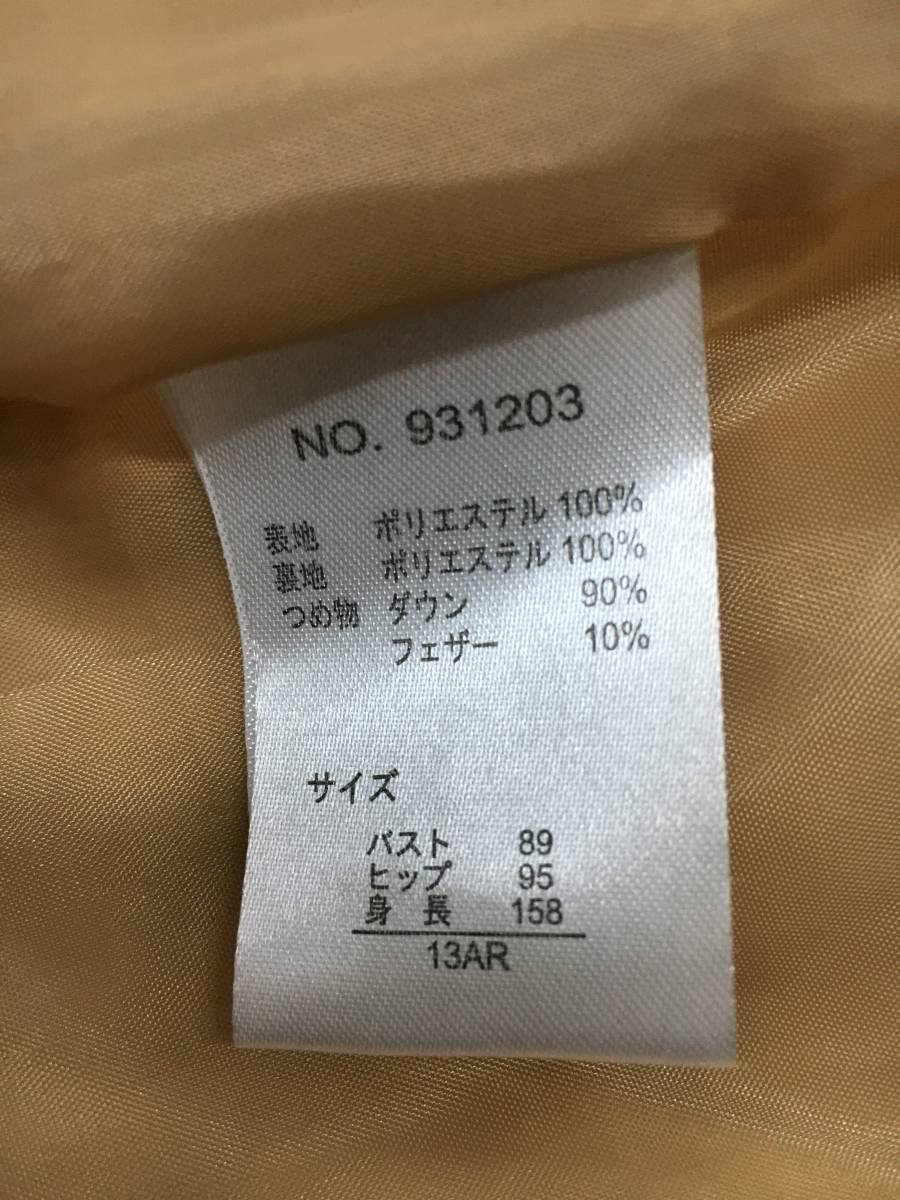 NO. 931203
表地 ポリエステル 100%
裏地 ポリエステル 100%
つめ物 ダウン 90%
フェザー 10%
サイズ
バスト 89
ヒップ 95
身長 158
13AR